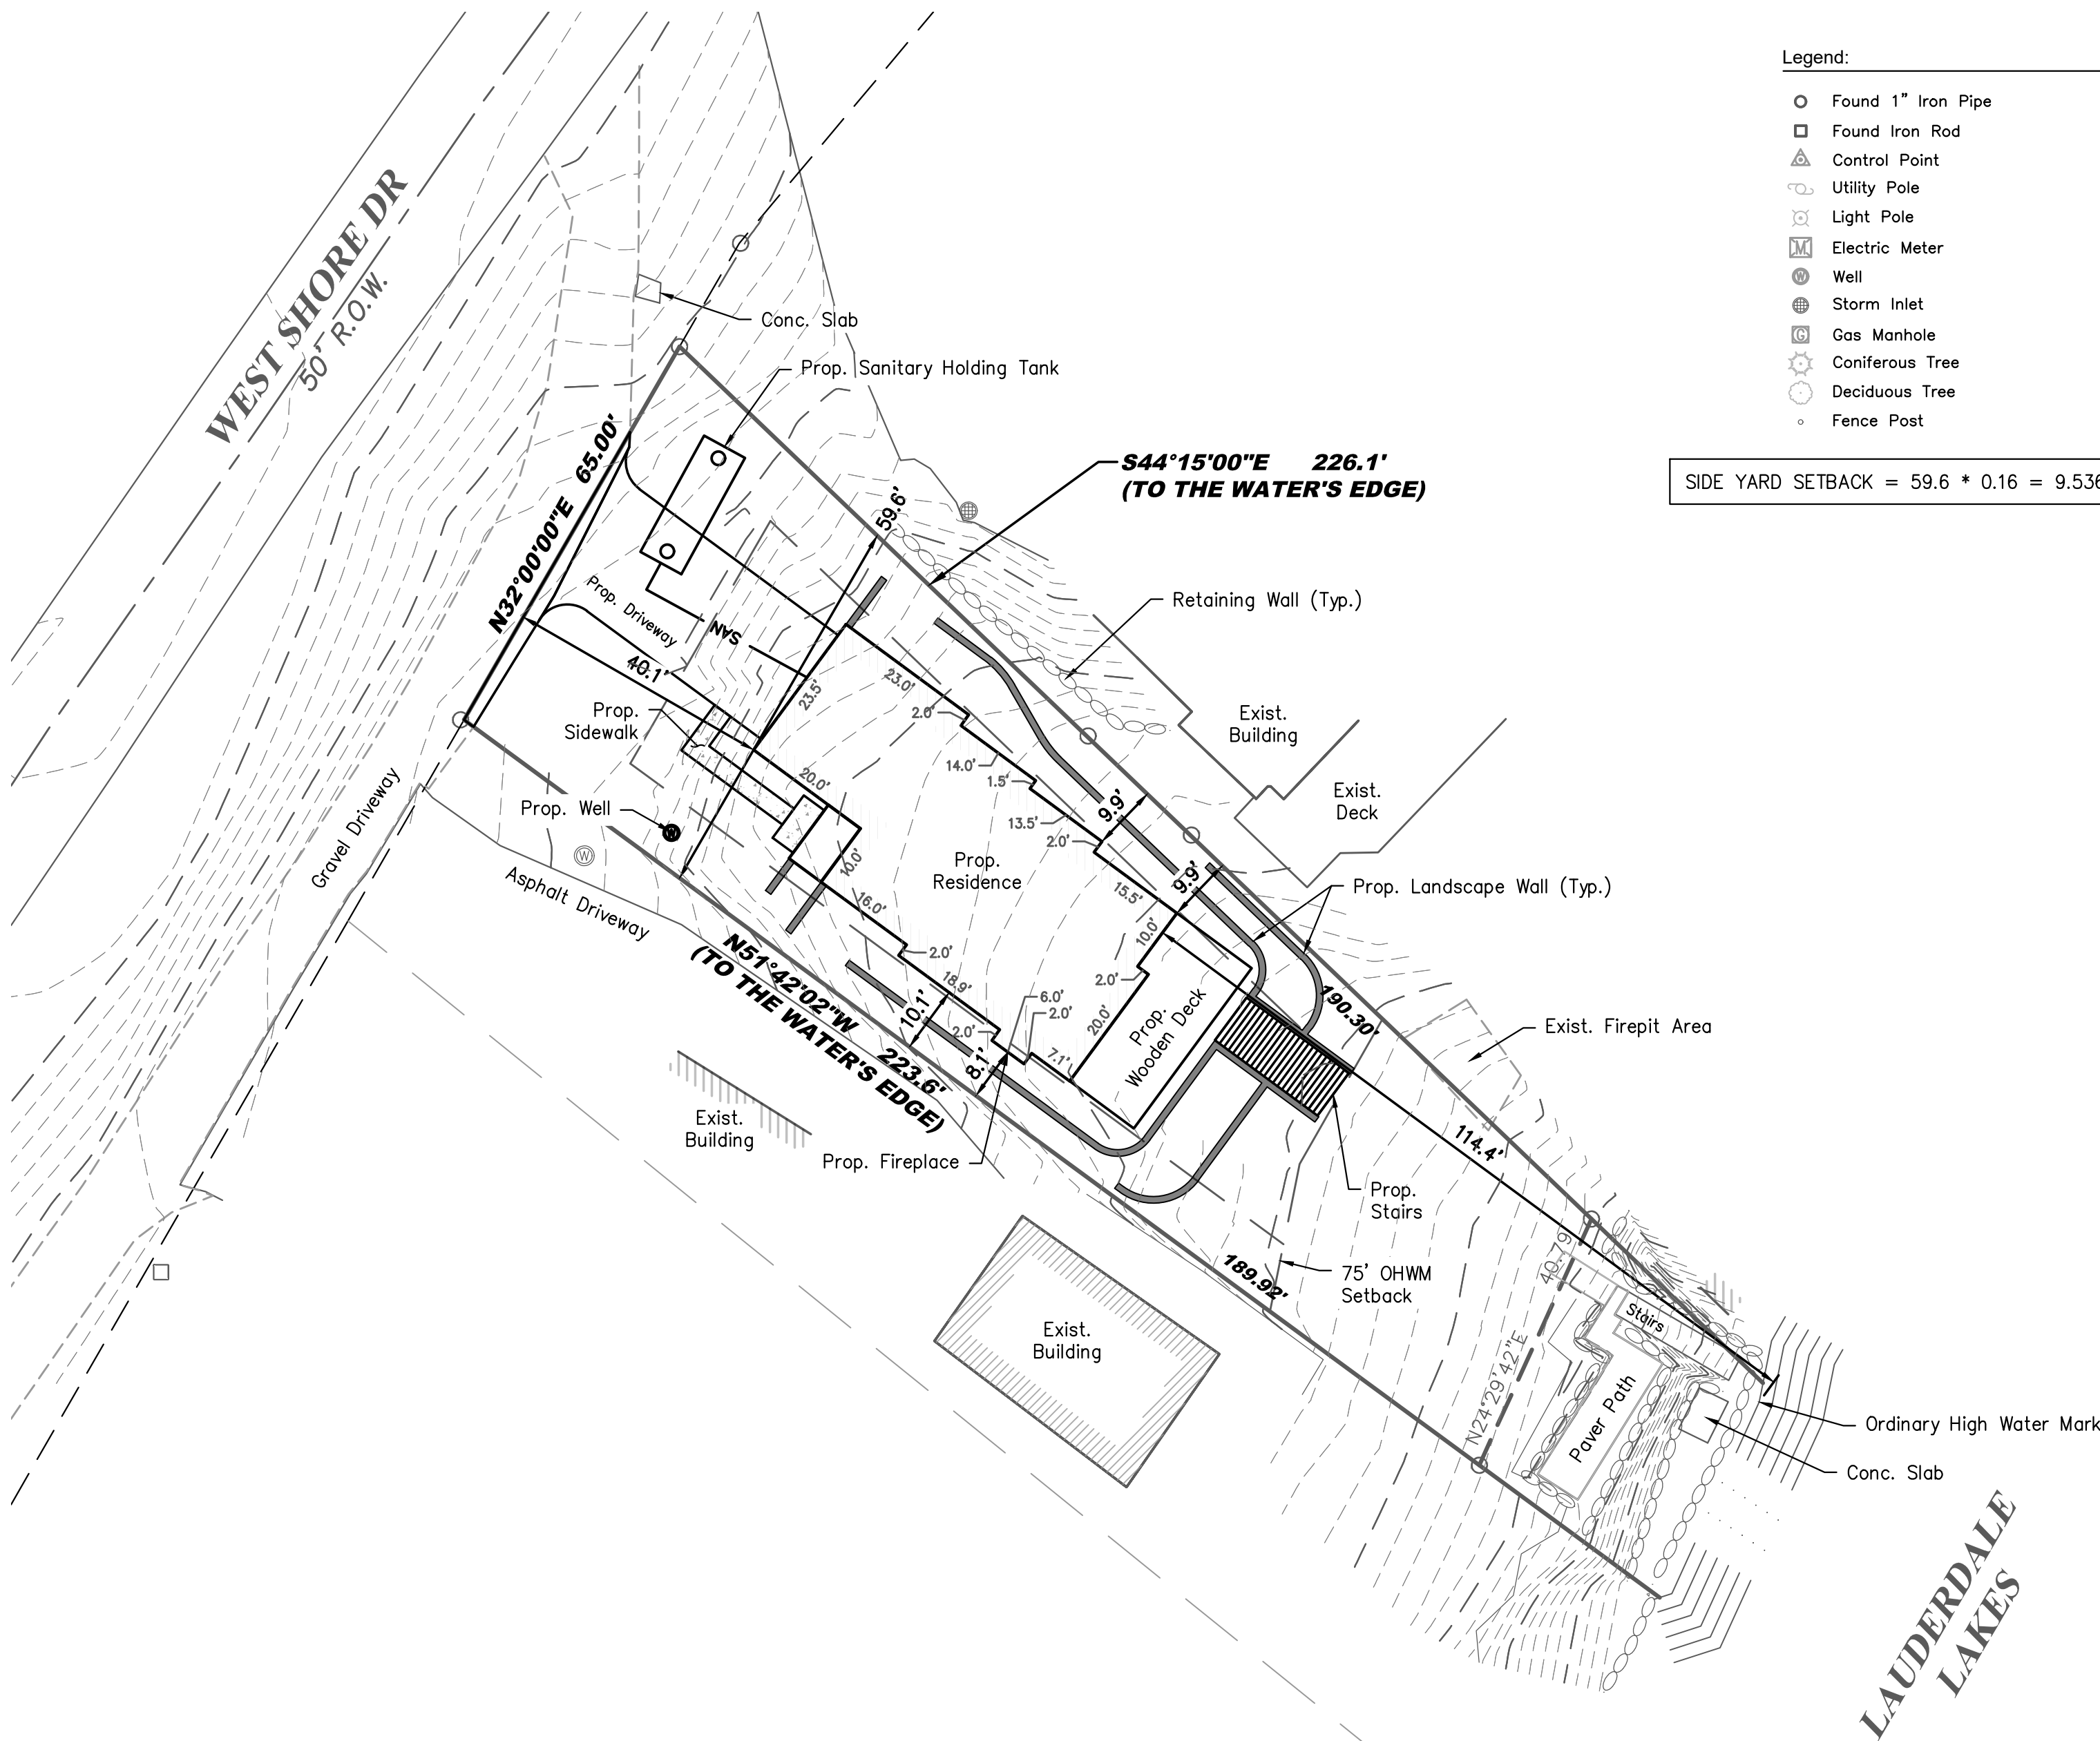 Legend:
Found 1" Iron Pipe
Found Iron Rod
Control Point
Utility Pole
Light Pole
M
Electric Meter
W
Well
Storm Inlet
G
Gas Manhole
Coniferous Tree
Deciduous Tree
Fence Post
SIDE YARD SETBACK = 59.6 * 0.16 = 9.536
WEST SHORE DR
50' R.O.W.
Conc. Slab
Prop. Sanitary Holding Tank
S44°15'00"E 226.1'
(TO THE WATER'S EDGE)
N32°00'00"E 65.00'
59.6'
Retaining Wall (Typ.)
Prop. Driveway
SAN
40.1'
23.5'
23.0'
2.0'
14.0'
1.5'
13.5'
2.0'
9.9'
9.9'
Exist.
Building
Exist.
Deck
Prop.
Sidewalk
20.0'
Prop. Well
W
W
10.0'
16.0'
Prop.
Residence
15.5'
10.0'
2.0'
Prop. Landscape Wall (Typ.)
Gravel Driveway
Asphalt Driveway
2.0'
18.9'
10.1'
2.0'
6.0'
2.0'
20.0'
7.1'
8.1'
Prop.
Wooden Deck
190.30'
Exist. Firepit Area
N51°42'02"W 223.6'
(TO THE WATER'S EDGE)
Exist.
Building
Prop. Fireplace
114.4'
Prop.
Stairs
189.92'
75' OHWM
Setback
Exist.
Building
40.79
N24°29'42"E
Stairs
Paver Path
Ordinary High Water Mark
Conc. Slab
LAUDERDALE
LAKES